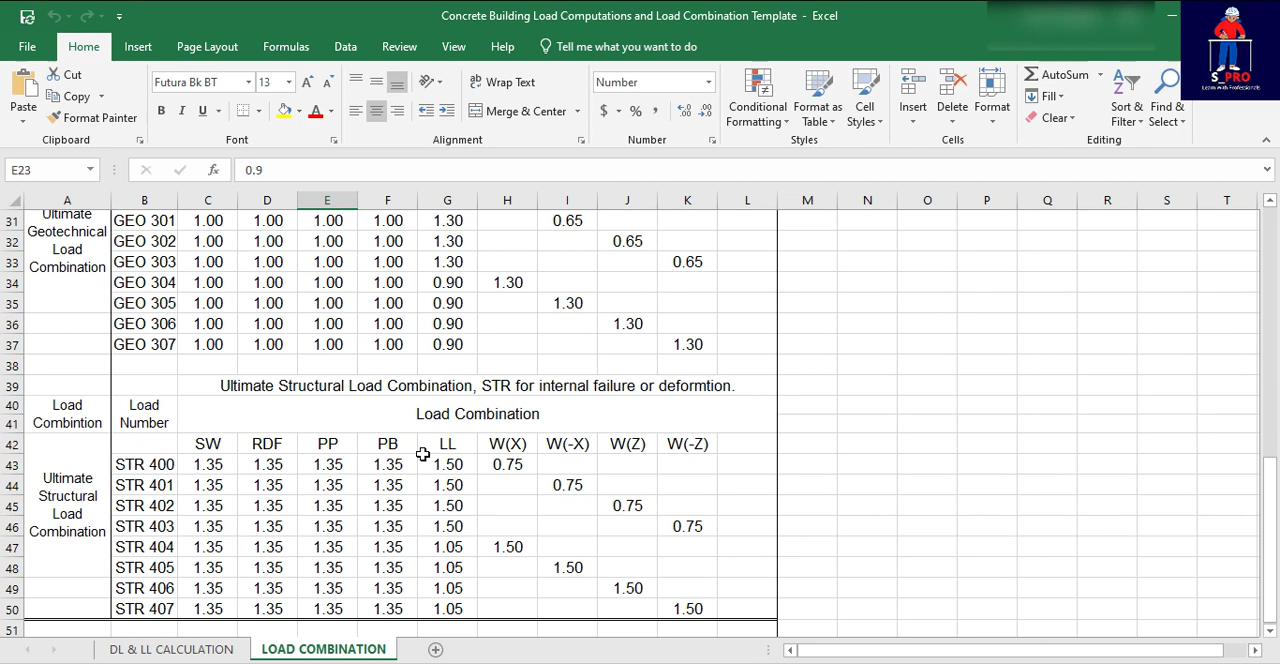 Concrete Building Load Computations and Load Combination Template - Excel
File Home Insert Page Layout Formulas Data Review View Help Tell me what you want to do
S_PRO
Learn With Professionals
Paste
Cut
Copy
Format Painter
Clipboard
Futura Bk BT 13
B I U
Font
Wrap Text
Merge & Center
Alignment
Number
$ % ,
Number
Conditional Formatting
Format as Table
Cell Styles
Styles
Insert Delete Format
Cells
AutoSum
Fill
Clear
Sort & Filter
Find & Select
Editing
E23 fx 0.9
A B C D E F G H I J K L M N O P Q R S T
31 Ultimate GEO 301 1.00 1.00 1.00 1.00 1.30 0.65
32 Geotechnical GEO 302 1.00 1.00 1.00 1.00 1.30 0.65
Load
33 Combination GEO 303 1.00 1.00 1.00 1.00 1.30 0.65
34 GEO 304 1.00 1.00 1.00 1.00 0.90 1.30
35 GEO 305 1.00 1.00 1.00 1.00 0.90 1.30
36 GEO 306 1.00 1.00 1.00 1.00 0.90 1.30
37 GEO 307 1.00 1.00 1.00 1.00 0.90 1.30
38
39 Ultimate Structural Load Combination, STR for internal failure or deformtion.
40 Load Load Load Combination
41 Combintion Number
42 SW RDF PP PB LL W(X) W(-X) W(Z) W(-Z)
43 STR 400 1.35 1.35 1.35 1.35 1.50 0.75
Ultimate
44 Structural STR 401 1.35 1.35 1.35 1.35 1.50 0.75
45 Load STR 402 1.35 1.35 1.35 1.35 1.50 0.75
46 Combination STR 403 1.35 1.35 1.35 1.35 1.50 0.75
47 STR 404 1.35 1.35 1.35 1.35 1.05 1.50
48 STR 405 1.35 1.35 1.35 1.35 1.05 1.50
49 STR 406 1.35 1.35 1.35 1.35 1.05 1.50
50 STR 407 1.35 1.35 1.35 1.35 1.05 1.50
51
DL & LL CALCULATION LOAD COMBINATION